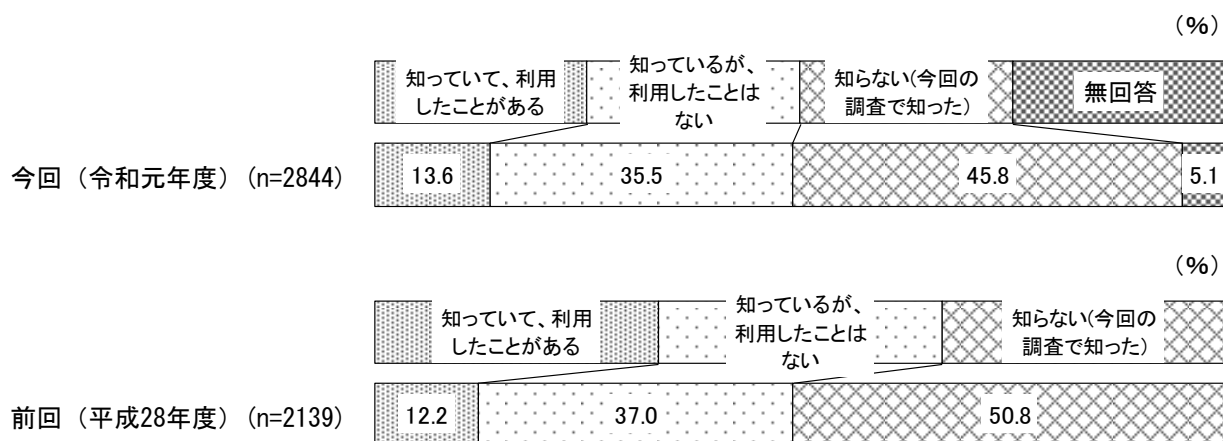 （%）
知っていて、利用
したことがある
知っているが、
利用したことは
ない
知らない(今回の
調査で知った）
無回答
今回（令和元年度）(n=2844)
13.6
35.5
45.8
5.1
（%）
知っていて、利用
したことがある
知っているが、
利用したことは
ない
知らない(今回の
調査で知った）
前回（平成28年度）(n=2139)
12.2
37.0
50.8